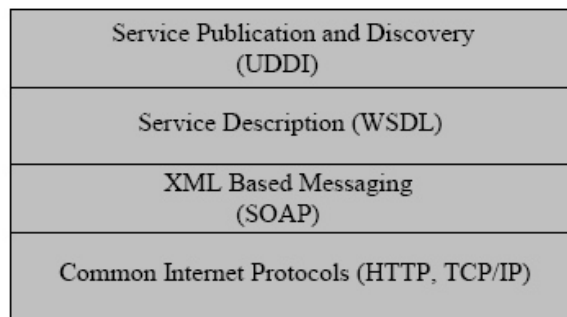 Service Publication and Discovery
(UDDI)
Service Description (WSDL)
XML Based Messaging
(SOAP)
Common Internet Protocols (HTTP, TCP/IP)